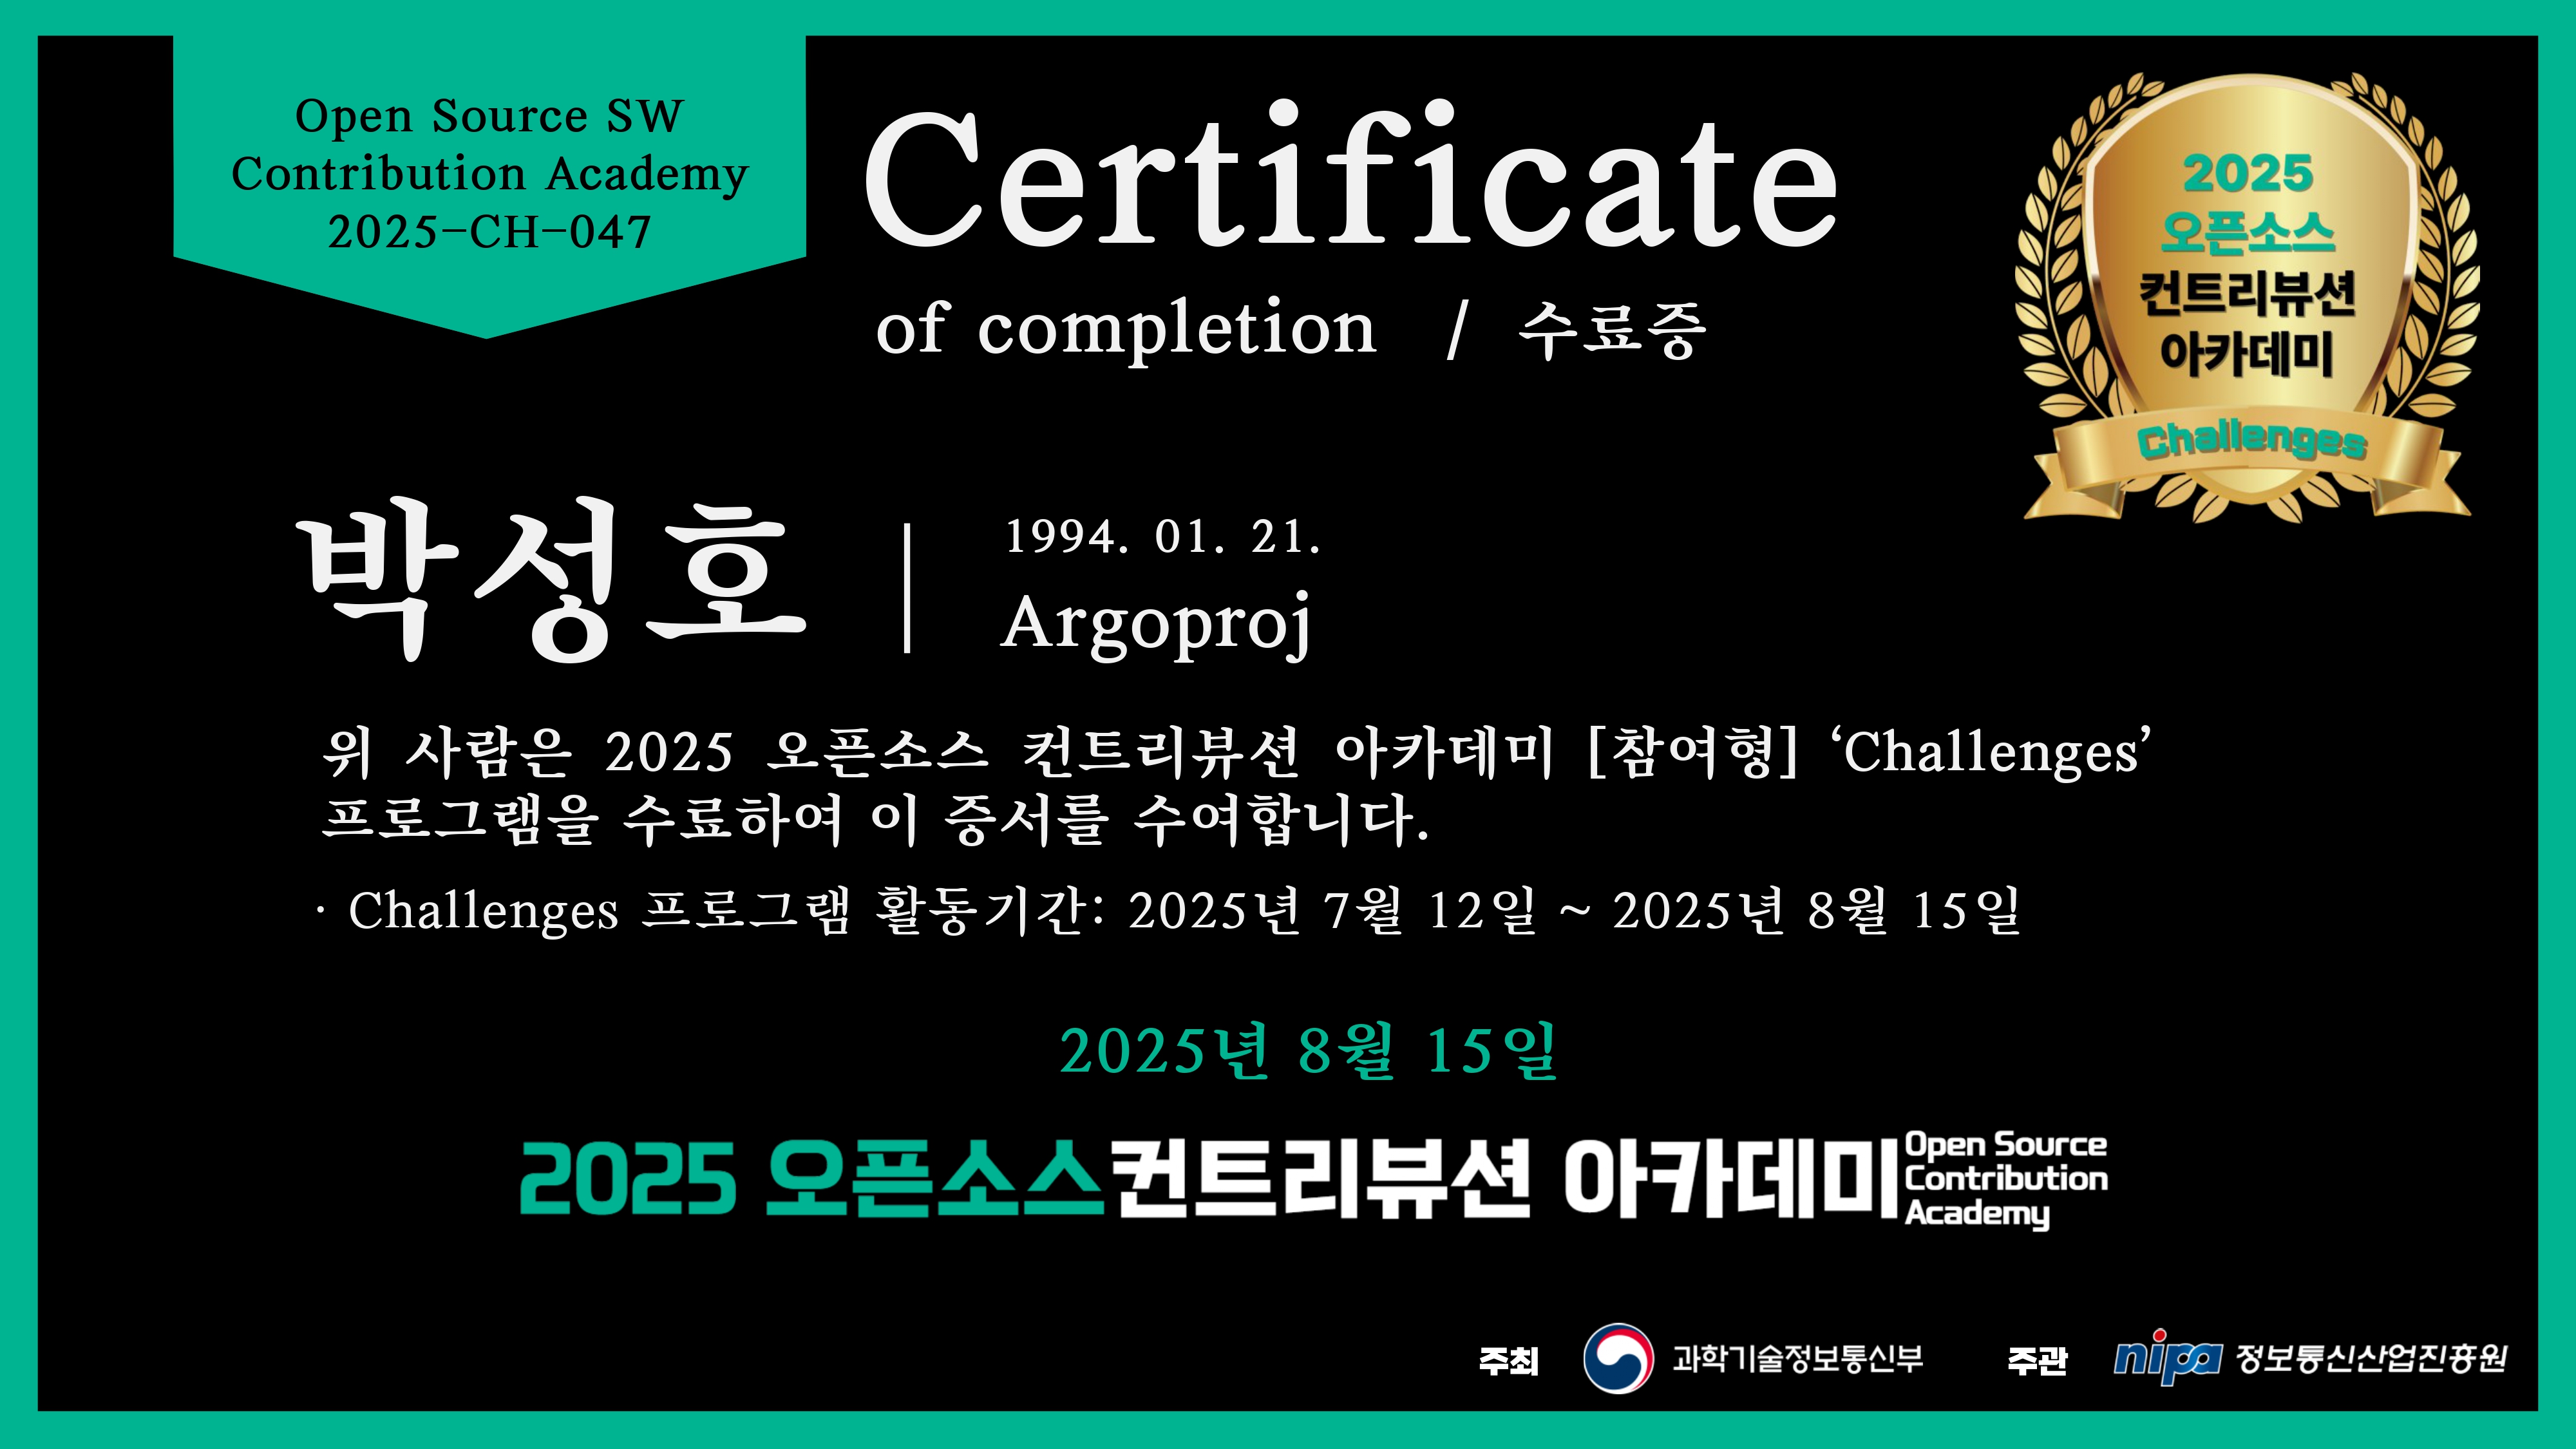 Open Source SW
Contribution Academy
2025-CH-047
Certificate
of completion / 수료증
2025
오픈소스
컨트리뷰션
아카데미
Challenges
박성호
1994. 01. 21.
Argoproj
위 사람은 2025 오픈소스 컨트리뷰션 아카데미 [참여형] ‘Challenges’
프로그램을 수료하여 이 증서를 수여합니다.
· Challenges 프로그램 활동기간: 2025년 7월 12일 ~ 2025년 8월 15일
2025년 8월 15일
2025 오픈소스컨트리뷰션 아카데미
Open Source
Contribution
Academy
주최 과학기술정보통신부 주관 nipa 정보통신산업진흥원